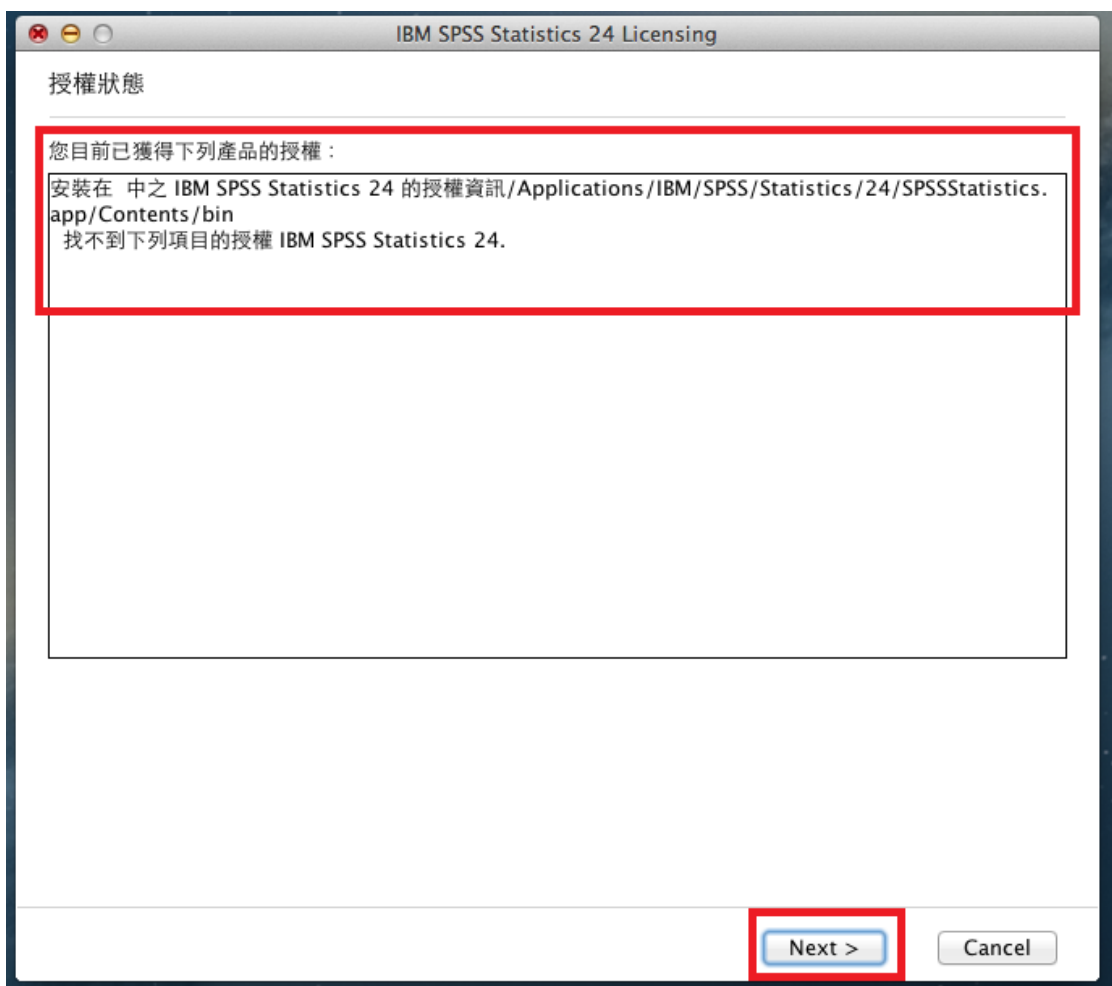 IBM SPSS Statistics 24 Licensing
授權狀態
您目前已獲得下列產品的授權：
安裝在 中之 IBM SPSS Statistics 24 的授權資訊/Applications/IBM/SPSS/Statistics/24/SPSSStatistics.
app/Contents/bin
找不到下列項目的授權 IBM SPSS Statistics 24.
Next >
Cancel